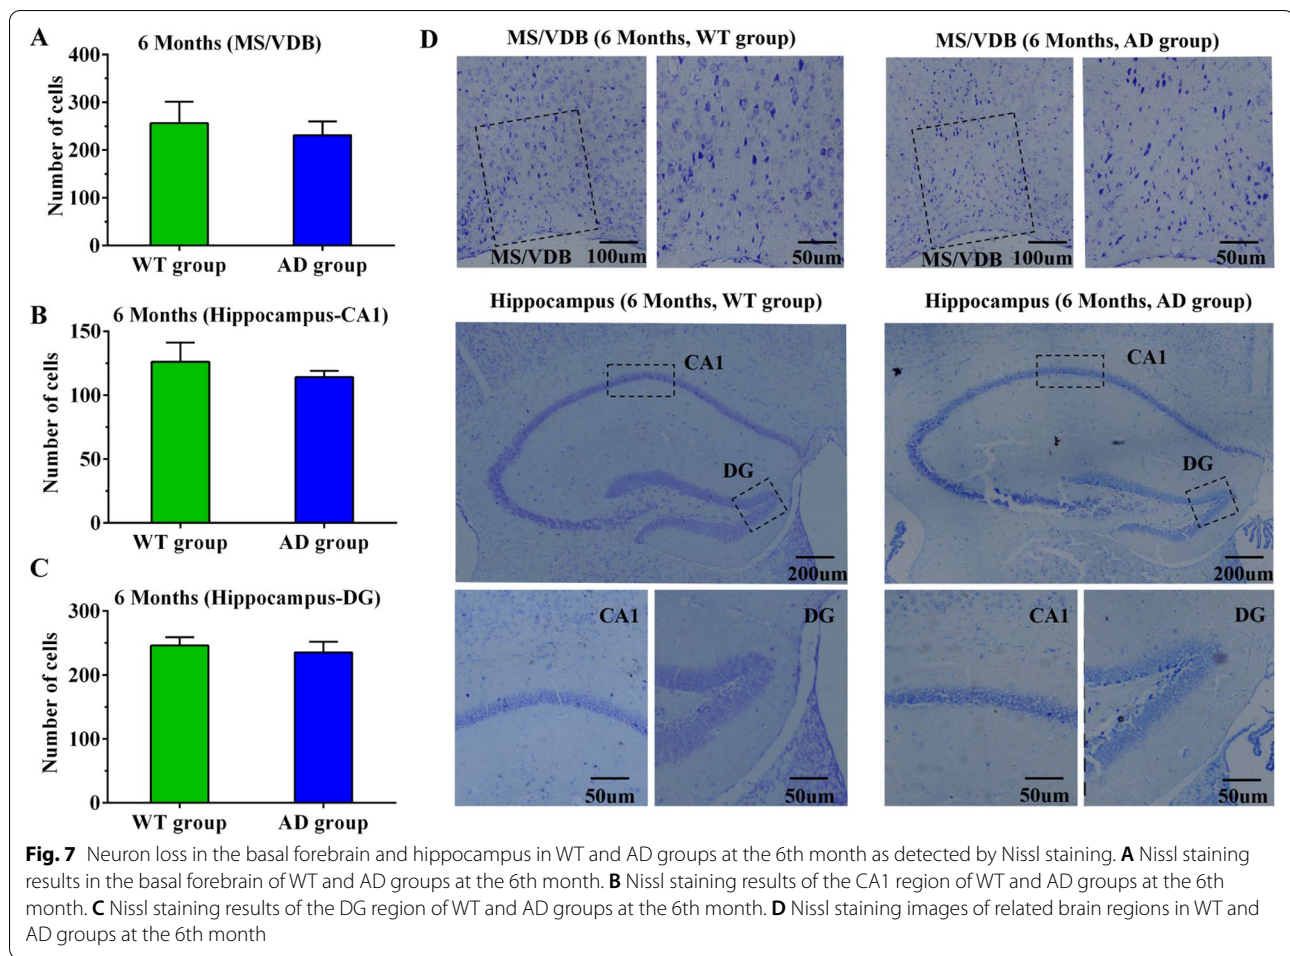 A
6 Months (MS/VDB)
Number of cells
400
300
200
100
0
WT group
AD group
B
6 Months (Hippocampus-CA1)
Number of cells
150
100
50
0
WT group
AD group
C
6 Months (Hippocampus-DG)
Number of cells
300
200
100
0
WT group
AD group
D
MS/VDB (6 Months, WT group)
MS/VDB
100um
50um
MS/VDB (6 Months, AD group)
MS/VDB
100um
50um
Hippocampus (6 Months, WT group)
CA1
DG
200um
Hippocampus (6 Months, AD group)
CA1
DG
200um
CA1
50um
DG
50um
CA1
50um
DG
50um
Fig. 7 Neuron loss in the basal forebrain and hippocampus in WT and AD groups at the 6th month as detected by Nissl staining. A Nissl staining
results in the basal forebrain of WT and AD groups at the 6th month. B Nissl staining results of the CA1 region of WT and AD groups at the 6th
month. C Nissl staining results of the DG region of WT and AD groups at the 6th month. D Nissl staining images of related brain regions in WT and
AD groups at the 6th month